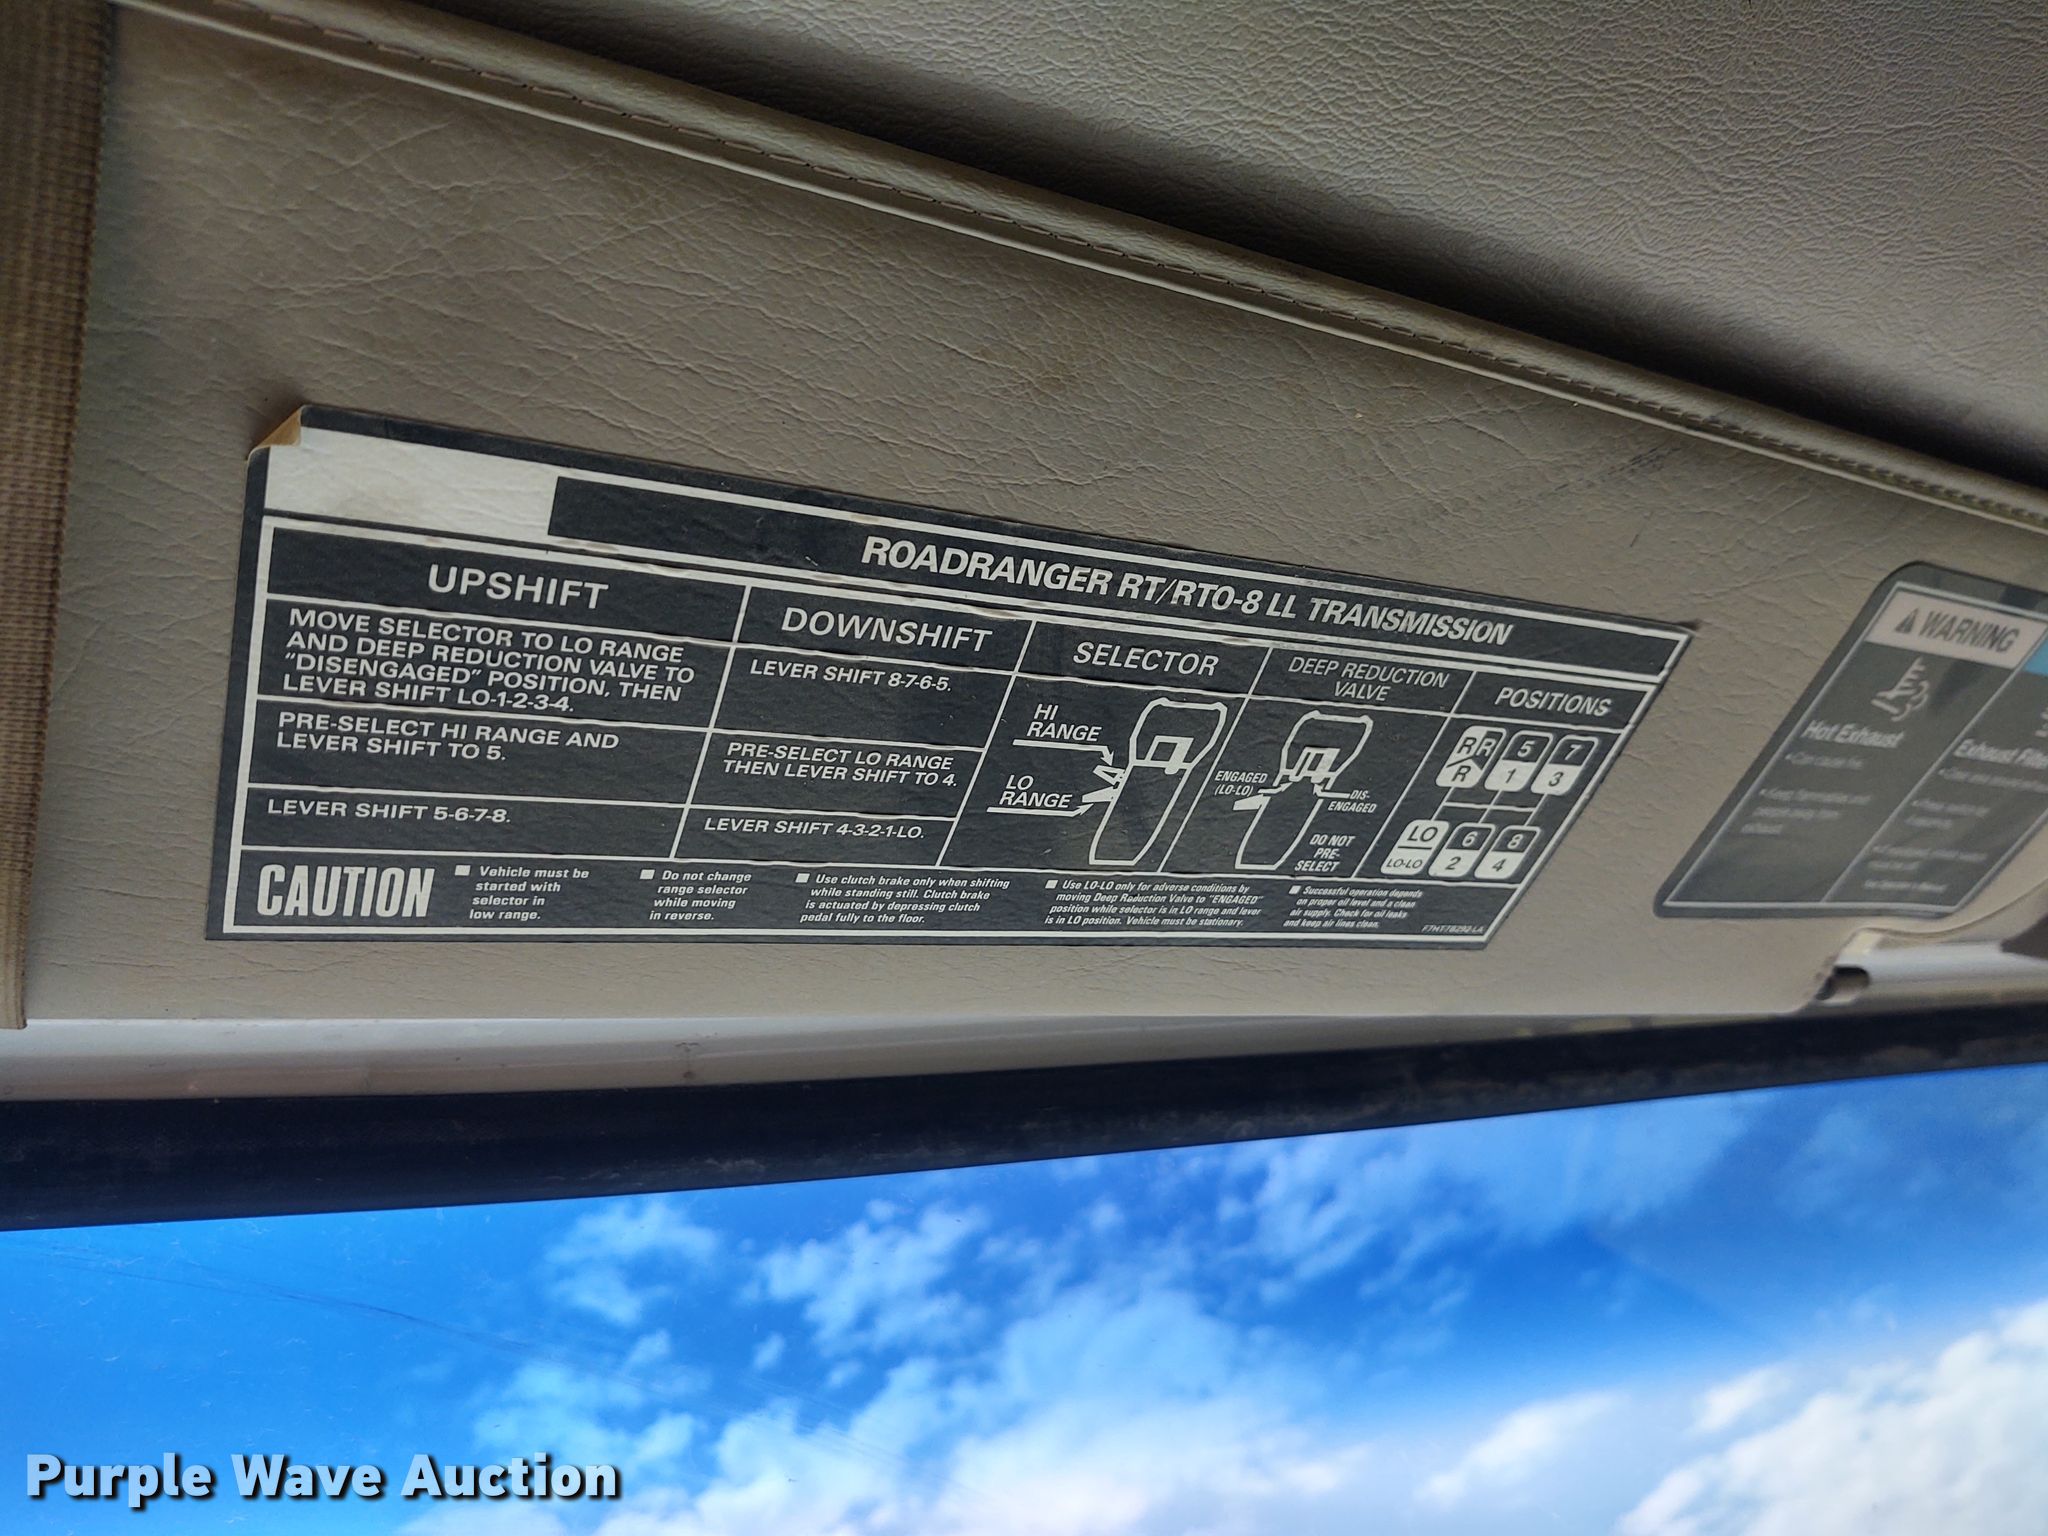 ROADRANGER RT/RTO-8 LL TRANSMISSION
UPSHIFT
MOVE SELECTOR TO LO RANGE
AND DEEP REDUCTION VALVE TO
"DISENGAGED" POSITION, THEN
LEVER SHIFT LO-1-2-3-4.
PRE-SELECT HI RANGE AND
LEVER SHIFT TO 5.
LEVER SHIFT 5-6-7-8.
DOWNSHIFT
LEVER SHIFT 8-7-6-5.
PRE-SELECT LO RANGE
THEN LEVER SHIFT TO 4.
LEVER SHIFT 4-3-2-1-LO.
SELECTOR
HI
RANGE
LO
RANGE
DEEP REDUCTION
VALVE
ENGAGED
(LO-LO)
DIS-
ENGAGED
DO NOT
PRE-
SELECT
POSITIONS
R R 5 7
R 1 3
LO 6 8
LO-LO 2 4
CAUTION
■ Vehicle must be
started with
selector in
low range.
■ Do not change
range selector
while moving
in reverse.
■ Use clutch brake only when shifting
while standing still. Clutch brake
is actuated by depressing clutch
pedal fully to the floor.
■ Use LO-LO only for adverse conditions by
moving Deep Reduction Valve to "ENGAGED"
position while selector is in LO range and lever
is in LO position. Vehicle must be stationary.
■ Successful operation depends
on proper oil level and a clean
air supply. Check for oil leaks
and keep air lines clean.
F7HT7B292LA
WARNING
Hot Exhaust
• Can cause fire.
Exhaust
Purple Wave Auction